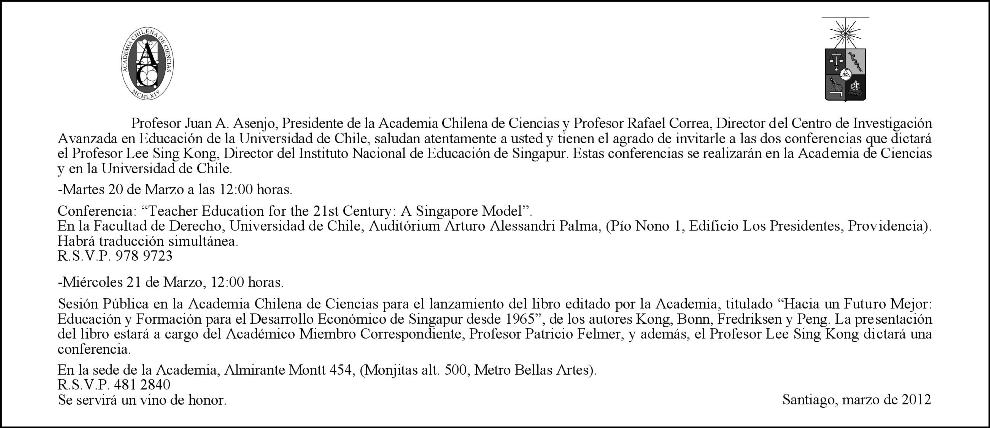 ACADEMIA CHILENA DE CIENCIAS
AC
MCMLXIV
Profesor Juan A. Asenjo, Presidente de la Academia Chilena de Ciencias y Profesor Rafael Correa, Director del Centro de Investigación
Avanzada en Educación de la Universidad de Chile, saludan atentamente a usted y tienen el agrado de invitarle a las dos conferencias que dictará
el Profesor Lee Sing Kong, Director del Instituto Nacional de Educación de Singapur. Estas conferencias se realizarán en la Academia de Ciencias
y en la Universidad de Chile.
-Martes 20 de Marzo a las 12:00 horas.
Conferencia: “Teacher Education for the 21st Century: A Singapore Model”.
En la Facultad de Derecho, Universidad de Chile, Auditórium Arturo Alessandri Palma, (Pío Nono 1, Edificio Los Presidentes, Providencia).
Habrá traducción simultánea.
R.S.V.P. 978 9723
-Miércoles 21 de Marzo, 12:00 horas.
Sesión Pública en la Academia Chilena de Ciencias para el lanzamiento del libro editado por la Academia, titulado “Hacia un Futuro Mejor:
Educación y Formación para el Desarrollo Económico de Singapur desde 1965”, de los autores Kong, Bonn, Fredriksen y Peng. La presentación
del libro estará a cargo del Académico Miembro Correspondiente, Profesor Patricio Felmer, y además, el Profesor Lee Sing Kong dictará una
conferencia.
En la sede de la Academia, Almirante Montt 454, (Monjitas alt. 500, Metro Bellas Artes).
R.S.V.P. 481 2840
Se servirá un vino de honor.
Santiago, marzo de 2012